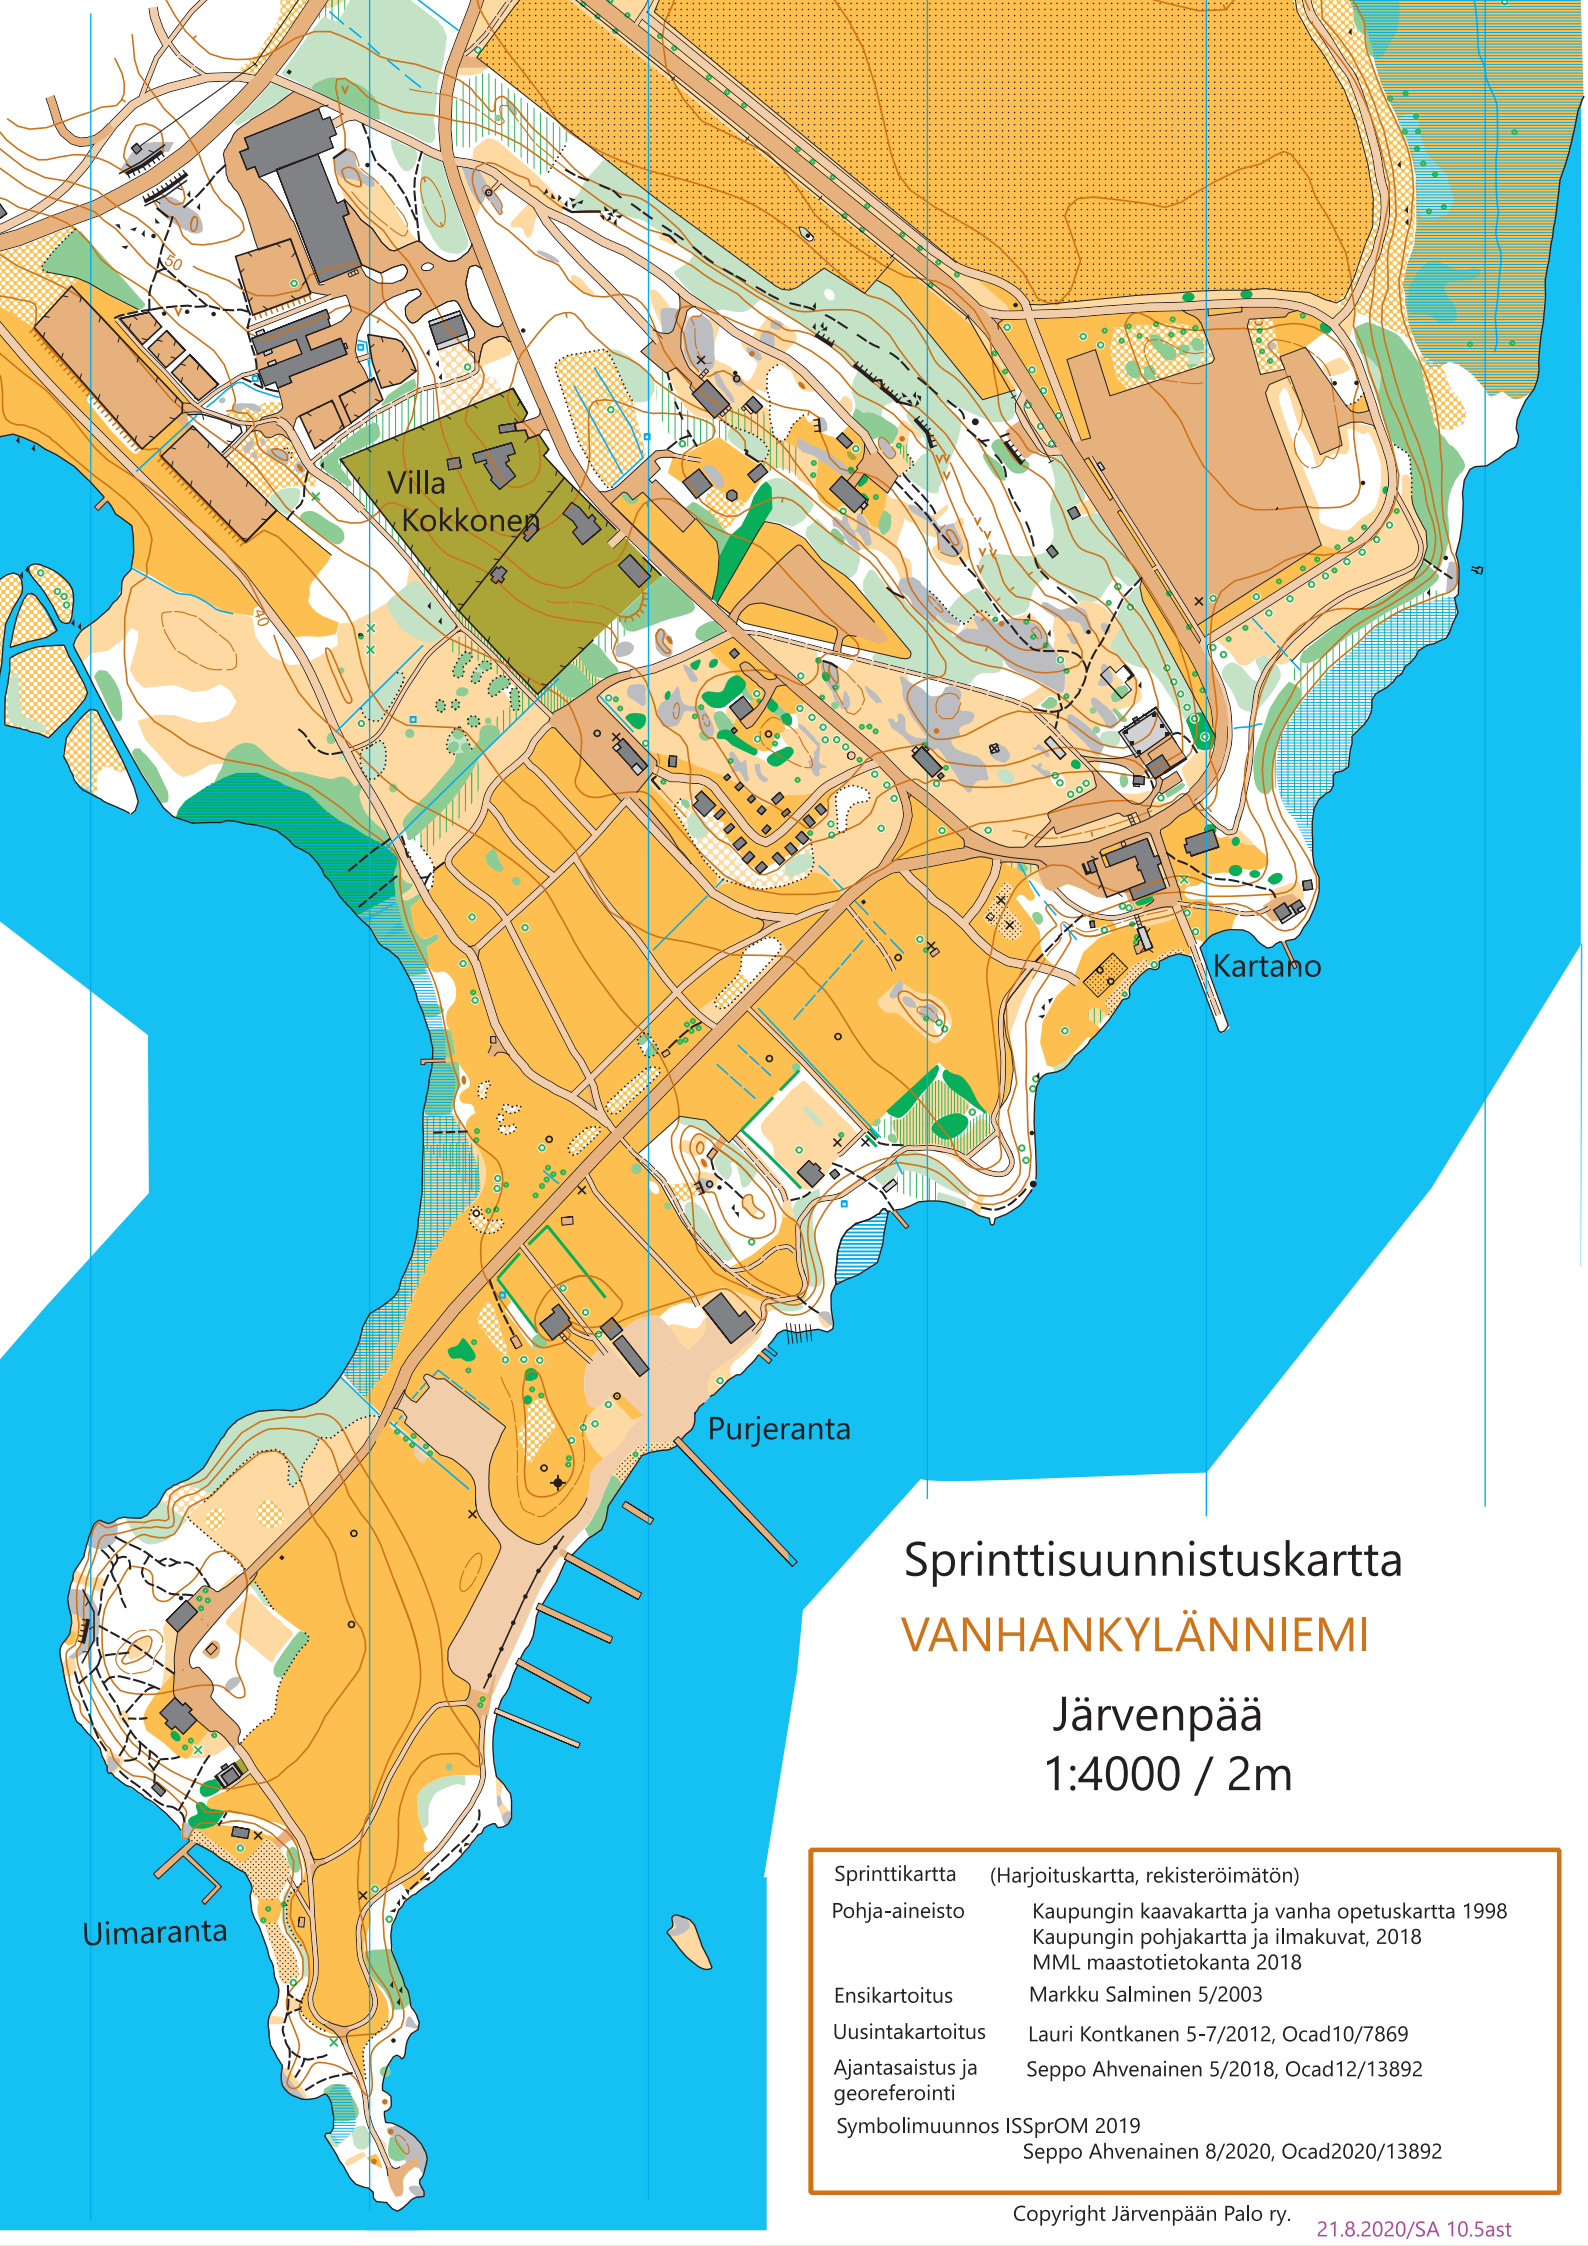 50
Villa
Kokkonen
40
Kartano
Purjeranta
Uimaranta
Sprinttisuunnistuskartta
VANHANKYLÄNNIEMI
Järvenpää
1:4000 / 2m
Sprinttikartta (Harjoituskartta, rekisteröimätön)
Pohja-aineisto Kaupungin kaavakartta ja vanha opetuskartta 1998
Kaupungin pohjakartta ja ilmakuvat, 2018
MML maastotietokanta 2018
Ensikartoitus Markku Salminen 5/2003
Uusintakartoitus Lauri Kontkanen 5-7/2012, Ocad10/7869
Ajantasaistus ja Seppo Ahvenainen 5/2018, Ocad12/13892
georeferointi
Symbolimuunnos ISSprOM 2019
Seppo Ahvenainen 8/2020, Ocad2020/13892
Copyright Järvenpään Palo ry.
21.8.2020/SA 10.5ast